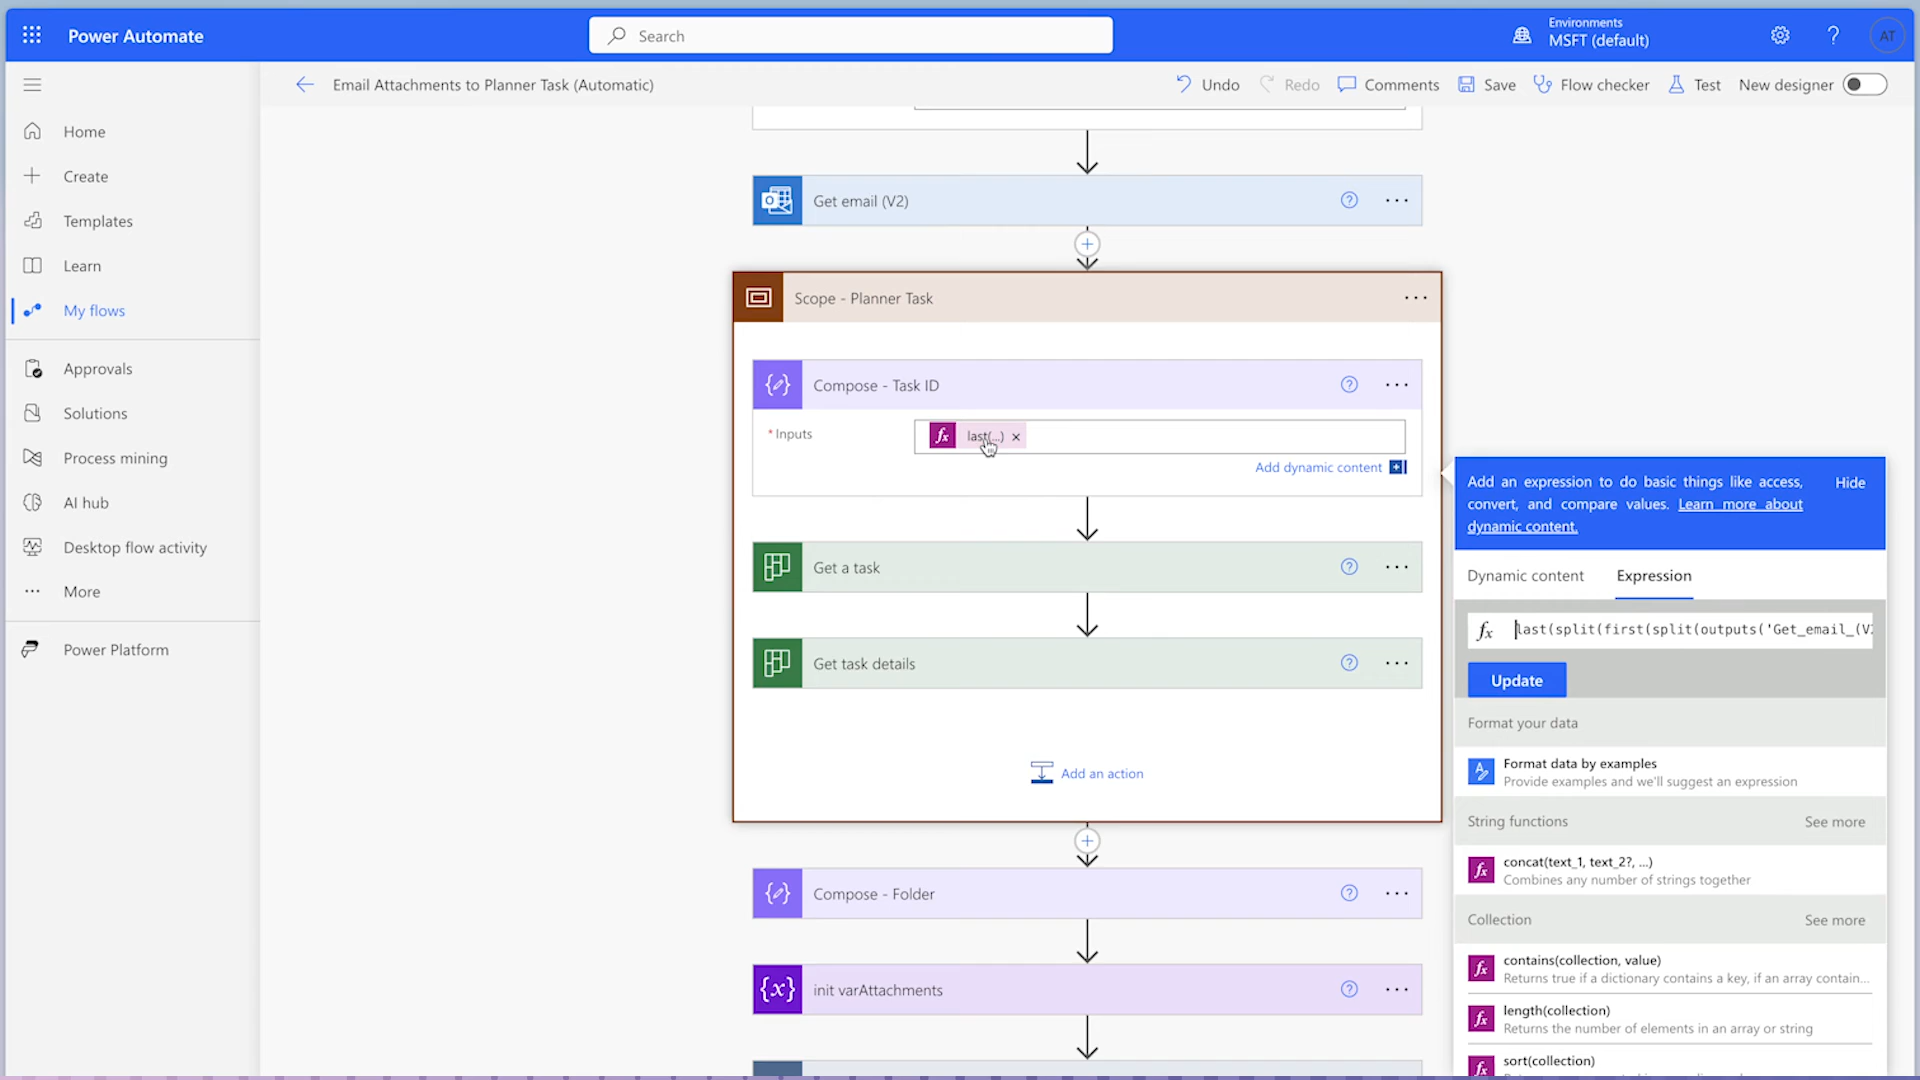 Power Automate
Search
Environments
MSFT (default)
?
AT
Email Attachments to Planner Task (Automatic)
Undo
Redo
Comments
Save
Flow checker
Test
New designer
Home
Create
Templates
Learn
My flows
Approvals
Solutions
Process mining
AI hub
Desktop flow activity
More
Power Platform
Get email (V2)
Scope - Planner Task
Compose - Task ID
* Inputs
fx last(...) ×
Add dynamic content
Get a task
Get task details
Add an action
Compose - Folder
init varAttachments
Add an expression to do basic things like access,
convert, and compare values. Learn more about
dynamic content.
Hide
Dynamic content
Expression
fx last(split(first(split(outputs('Get_email_(V2
Update
Format your data
Format data by examples
Provide examples and we'll suggest an expression
String functions
See more
fx concat(text_1, text_2?, ...)
Combines any number of strings together
Collection
See more
fx contains(collection, value)
Returns true if a dictionary contains a key, if an array contain...
fx length(collection)
Returns the number of elements in an array or string
fx sort(collection)